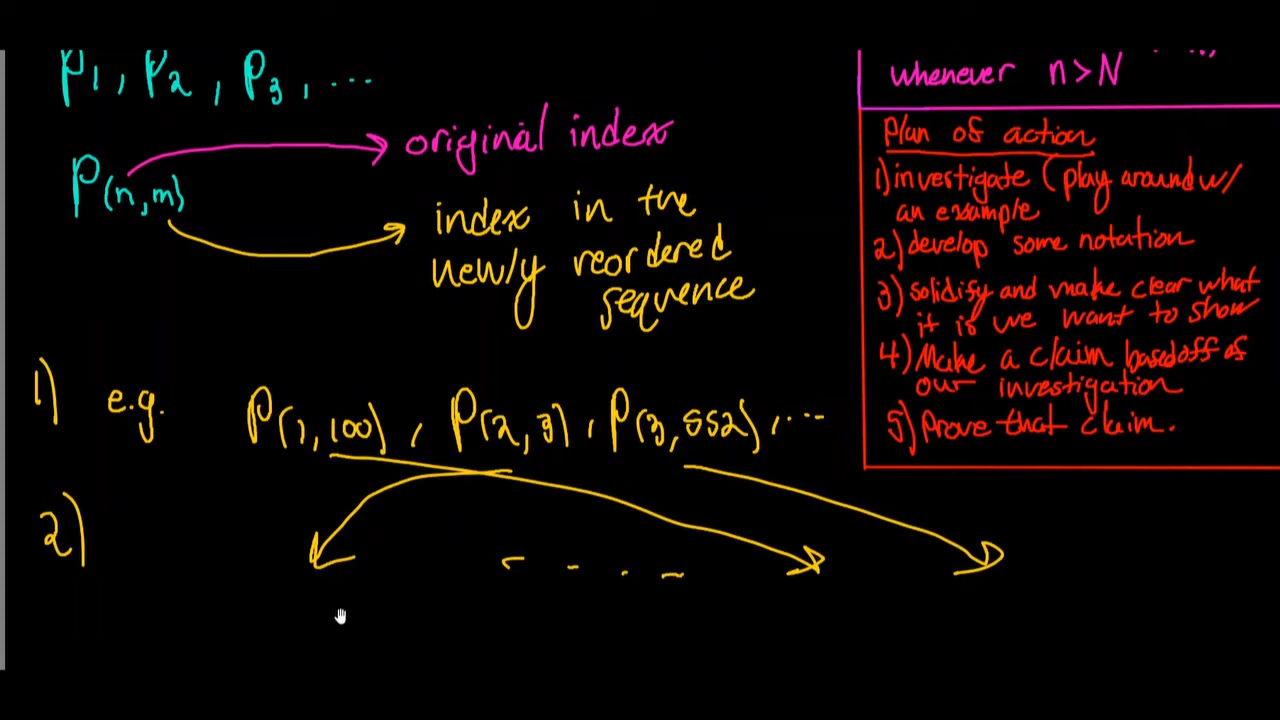 P1, P2, P3, ...
P(n,m)
original index
index in the
newly reordered
sequence
1) e.g. P(1,100), P(2,3), P(3,552), ...
2)
whenever n>N
Plan of action
1) investigate (play around w/
an example
2) develop some notation
3) solidify and make clear what
it is we want to show
4) Make a claim based off of
our investigation
5) Prove that claim.